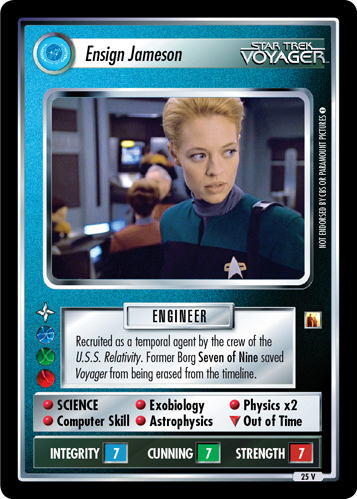 Ensign Jameson
STAR TREK
VOYAGER
NOT ENDORSED BY CBS OR PARAMOUNT PICTURES
ENGINEER
Recruited as a temporal agent by the crew of the
U.S.S. Relativity. Former Borg Seven of Nine saved
Voyager from being erased from the timeline.
SCIENCE Exobiology Physics x2
Computer Skill Astrophysics Out of Time
INTEGRITY 7 CUNNING 7 STRENGTH 7
25 V